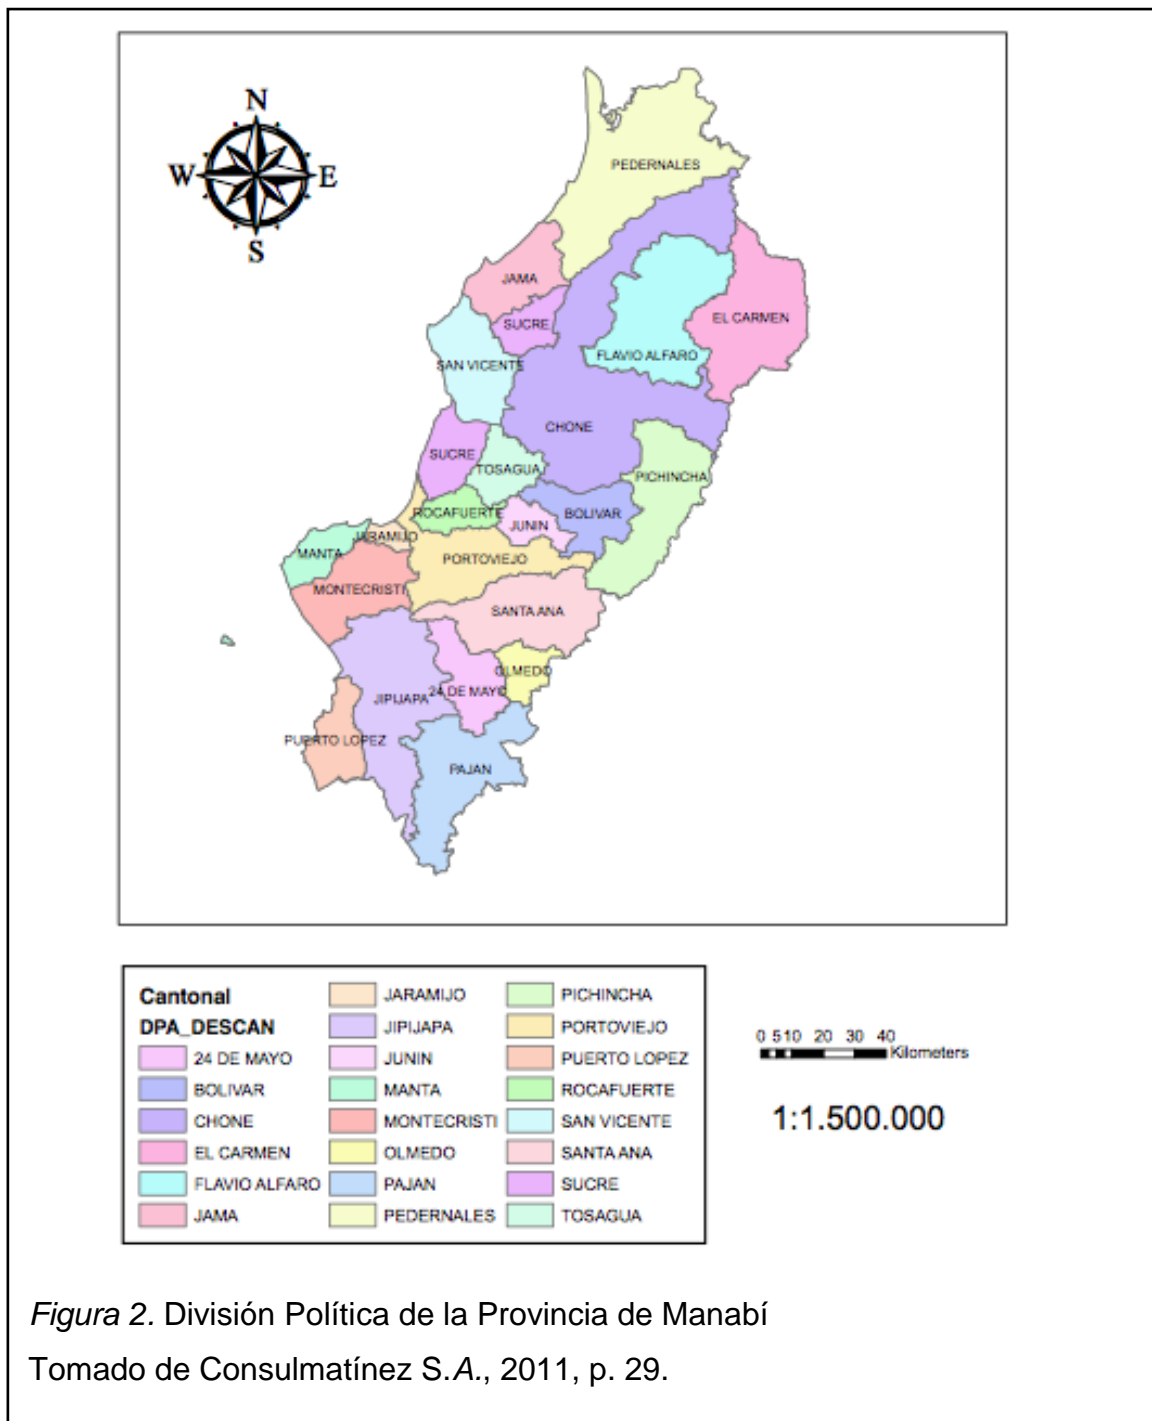 N
W E
S
PEDERNALES
JAMA
SUCRE
EL CARMEN
FLAVIO ALFARO
SAN VICENTE
CHONE
SUCRE
TOSAGUA
PICHINCHA
ROCAFUERTE
BOLIVAR
JUNIN
JARAMIJO
MANTA
PORTOVIEJO
MONTECRISTI
SANTA ANA
OLMEDO
24 DE MAYO
JIPIJAPA
PUERTO LOPEZ
PAJAN
Cantonal
DPA_DESCAN
24 DE MAYO
BOLIVAR
CHONE
EL CARMEN
FLAVIO ALFARO
JAMA
JARAMIJO
JIPIJAPA
JUNIN
MANTA
MONTECRISTI
OLMEDO
PAJAN
PEDERNALES
PICHINCHA
PORTOVIEJO
PUERTO LOPEZ
ROCAFUERTE
SAN VICENTE
SANTA ANA
SUCRE
TOSAGUA
0 5 10 20 30 40
Kilometers
1:1.500.000
Figura 2. División Política de la Provincia de Manabí
Tomado de Consulmatínez S.A., 2011, p. 29.